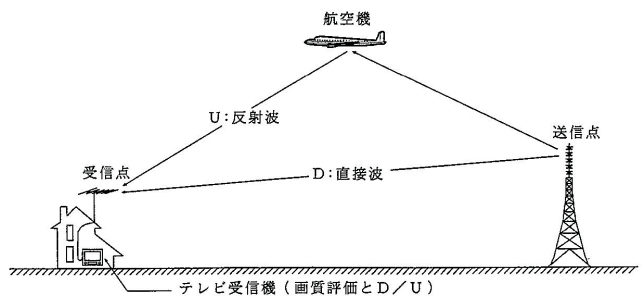 航空機
U:反射波
送信点
受信点
D:直接波
テレビ受信機(画質評価とD/U)